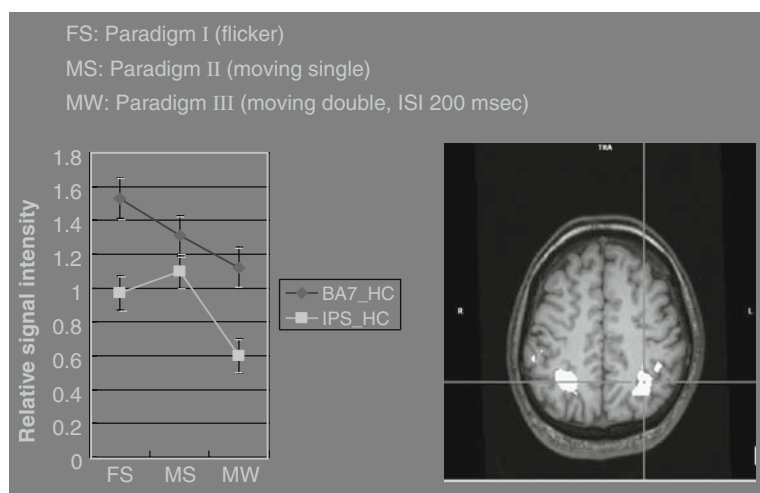 FS: Paradigm I (flicker)
MS: Paradigm II (moving single)
MW: Paradigm III (moving double, ISI 200 msec)
Relative signal intensity
1.8
1.6
1.4
1.2
1
0.8
0.6
0.4
0.2
0
FS MS MW
BA7_HC
IPS_HC
TRA
R
L